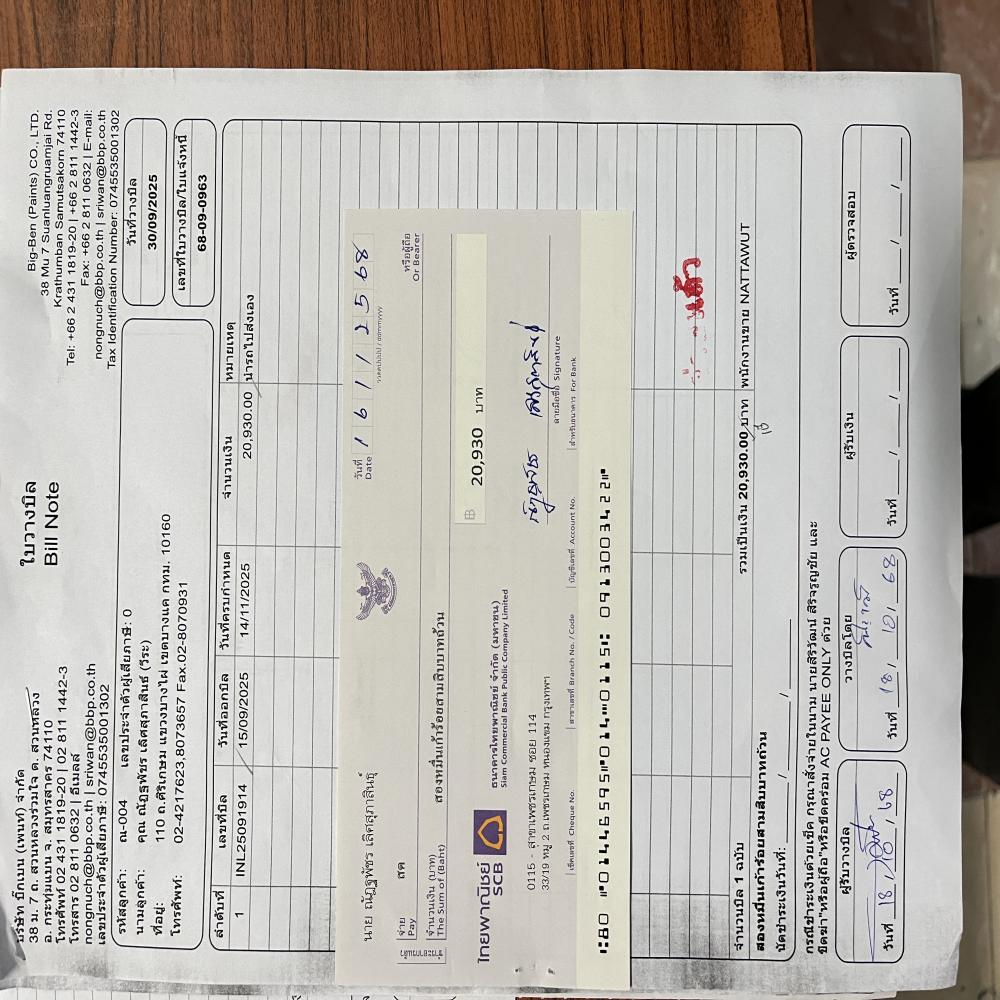 บริษัท บิ๊กเบน (เพนท์) จำกัด
38 ม. 7 ถ. สวนหลวงร่วมใจ ต. สวนหลวง
อ. กระทุ่มแบน จ. สมุทรสาคร 74110
โทรศัพท์ 02 431 1819-20 | 02 811 1442-3
โทรสาร 02 811 0632 | อีเมลล์
nongnuch@bbp.co.th | sriwan@bbp.co.th
เลขประจำตัวผู้เสียภาษี: 0745535001302
ใบวางบิล
Bill Note
Big-Ben (Paints) CO., LTD.
38 Mu 7 Suanluangruamjai Rd.
Krathumban Samutsakorn 74110
Tel: +66 2 431 1819-20 | +66 2 811 1442-3
Fax: +66 2 811 0632 | E-mail:
nongnuch@bbp.co.th | sriwan@bbp.co.th
Tax Identification Number: 0745535001302
รหัสลูกค้า: ณ-004 เลขประจำตัวผู้เสียภาษี: 0
นามลูกค้า: คุณ ณัฏฐพัชร เลิศสุภาสินธ์ (วีระ)
ที่อยู่: 110 ถ.ศิริเกษม แขวงบางไผ่ เขตบางแค กทม. 10160
โทรศัพท์: 02-4217623,8073657 Fax.02-8070931
วันที่วางบิล
30/09/2025
เลขที่ใบวางบิล/ใบแจ้งหนี้
68-09-0963
ลำดับที่ เลขที่บิล วันที่ออกบิล วันที่ครบกำหนด จำนวนเงิน หมายเหตุ
1 INL25091914 15/09/2025 14/11/2025 20,930.00 นำรถไปส่งเอง
นาย ณัฏฐพัชร เลิศสุภาสินธุ์
วันที่ 1 6 1 1 2 5 6 8
Date ววดดปปปป / ddmmyyyy
จ่าย สด หรือผู้ถือ
Pay Or Bearer
จำนวนเงิน (บาท) สองหมื่นเก้าร้อยสามสิบบาทถ้วน
The Sum of (Baht)
฿ 20,930 บาท
ไทยพาณิชย์
SCB
ธนาคารไทยพาณิชย์ จำกัด (มหาชน)
Siam Commercial Bank Public Company Limited
0115 - สาขาเพชรเกษม ซอย 114
33/19 หมู่ 2 ถ.เพชรเกษม หนองแขม กรุงเทพฯ
ลายมือชื่อ Signature
เช็คเลขที่ Cheque No. สาขาเลขที่ Branch No. / Code บัญชีเลขที่ Account No. สำหรับธนาคาร For Bank
จำนวนบิล 1 ฉบับ รวมเป็นเงิน 20,930.00 บาท พนักงานขาย NATTAWUT
สองหมื่นเก้าร้อยสามสิบบาทถ้วน
นัดชำระเงินวันที่: ____/____/____
กรณีชำระเงินด้วยเช็ค กรุณาสั่งจ่ายในนาม นายสิริวัฒน์ สิริจรูญชัย และ
ขีดฆ่า"หรือผู้ถือ"หรือขีดคร่อม AC PAYEE ONLY ด้วย
ผู้รับวางบิล วางบิลโดย ผู้รับเงิน ผู้ตรวจสอบ
วันที่ 18/10/68 วันที่ 18/10/68 วันที่ ___/___/___ วันที่ ___/___/___